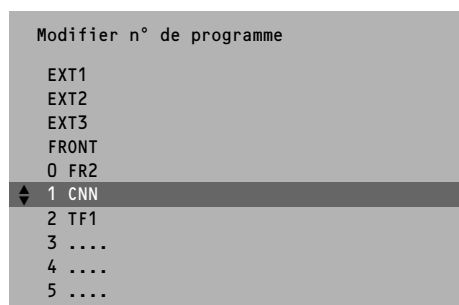 Modifier n° de programme
EXT1
EXT2
EXT3
FRONT
0 FR2
1 CNN
2 TF1
3 ....
4 ....
5 ....